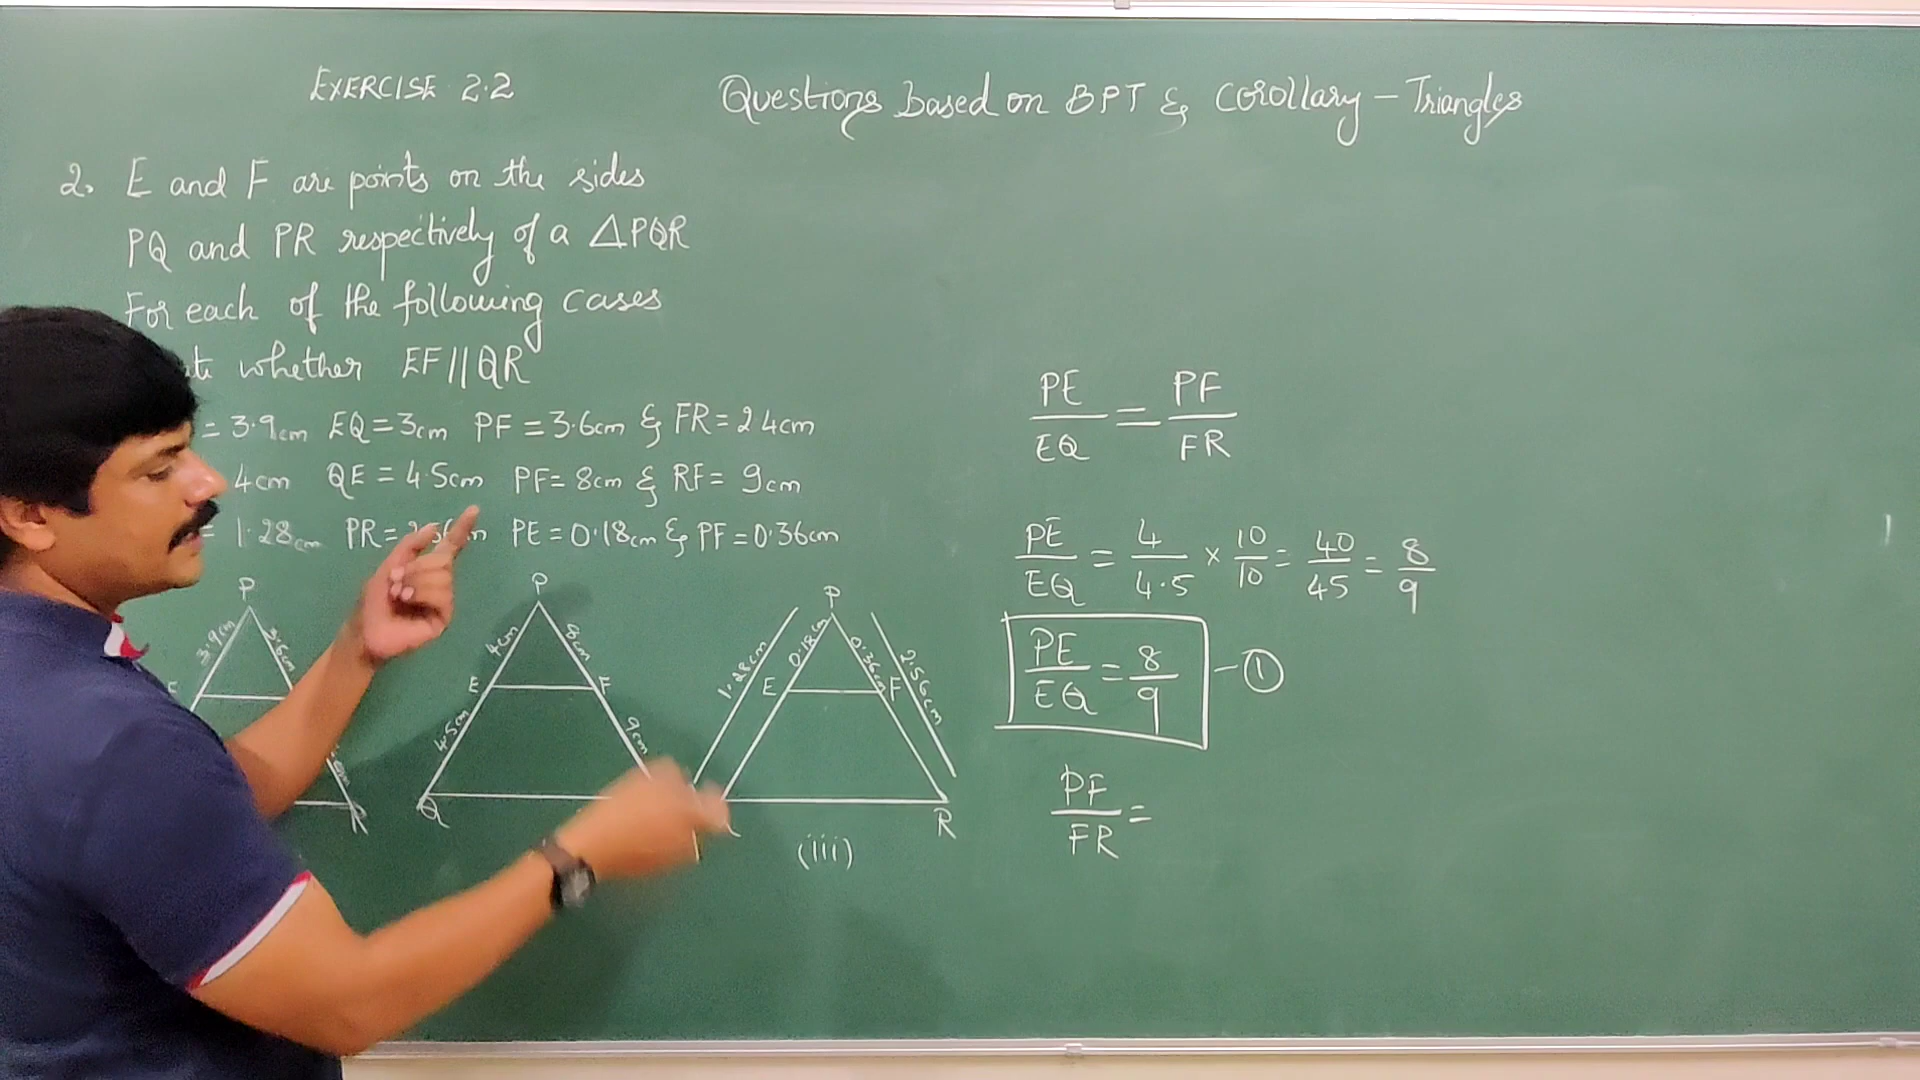 EXERCISE 2.2
Questions based on BPT & corollary - Triangles
2. E and F are points on the sides
PQ and PR respectively of a △PQR
For each of the following cases
whether EF || QR
= 3.9cm EQ = 3cm PF = 3.6cm & FR = 2 4cm
4cm QE = 4.5cm PF = 8cm & RF = 9cm
= 1.28cm PR = PE = 0.18cm & PF = 0.36cm
P
3.9cm 3.6cm
R
P
4cm 8cm
E F
4.5cm 9cm
Q
P
1.28cm 0.18cm 0.36cm 2.56cm
E F
R
(iii)
PE/EQ = PF/FR
PE/EQ = 4/4.5 × 10/10 = 40/45 = 8/9
PE/EQ = 8/9 - ①
PF/FR =